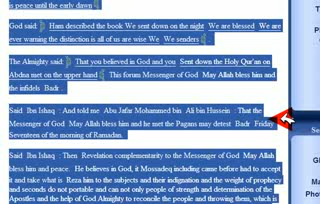 is peace until the early dawn
God said: Ham described the book We sent down on the night We are blessed We are
ever warning the distinction is all of us are wise We We senders
The Almighty said: That you believed in God and you Sent down the Holy Qur'an on
Abdna met on the upper hand This forum Messenger of God May Allah bless him and
the infidels Badr .
Said Ibn Ishaq : And told me Abu Jafar Mohammed bin Ali bin Hussein : That the
Messenger of God May Allah bless him and he met the Pagans may detest Badr Friday
Seventeen of the morning of Ramadan.
Said Ibn Ishaq : Then Revelation complementarity to the Messenger of God May Allah
bless him and peace. He believes in God, it Mossadeq including came before had to accept
it and take what is Reza him to the subjects and their indignation and the weight of prophecy
and seconds do not portable and can not only people of strength and determination of the
Apostles and the help of God Almighty to reconcile the people and throwing them, which is